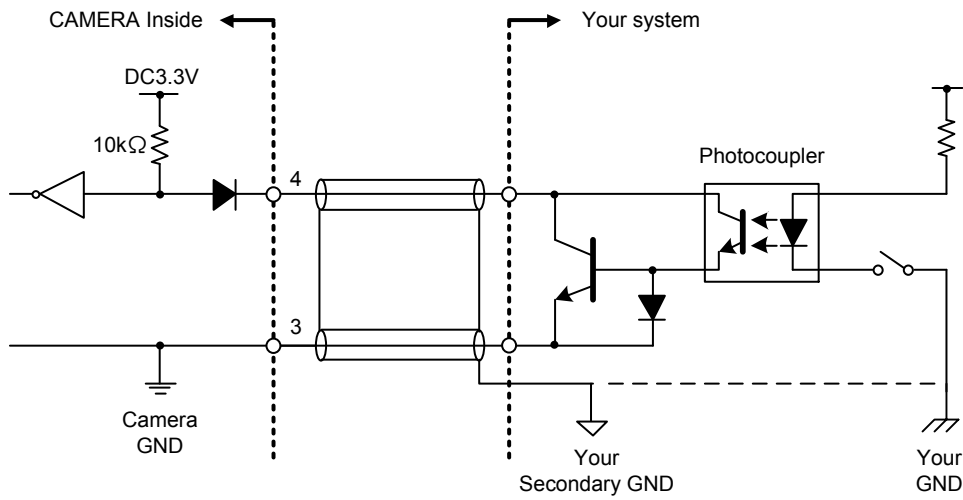 CAMERA Inside
Your system
DC3.3V
10kΩ
Photocoupler
4
3
Camera
GND
Your
Secondary GND
Your
GND